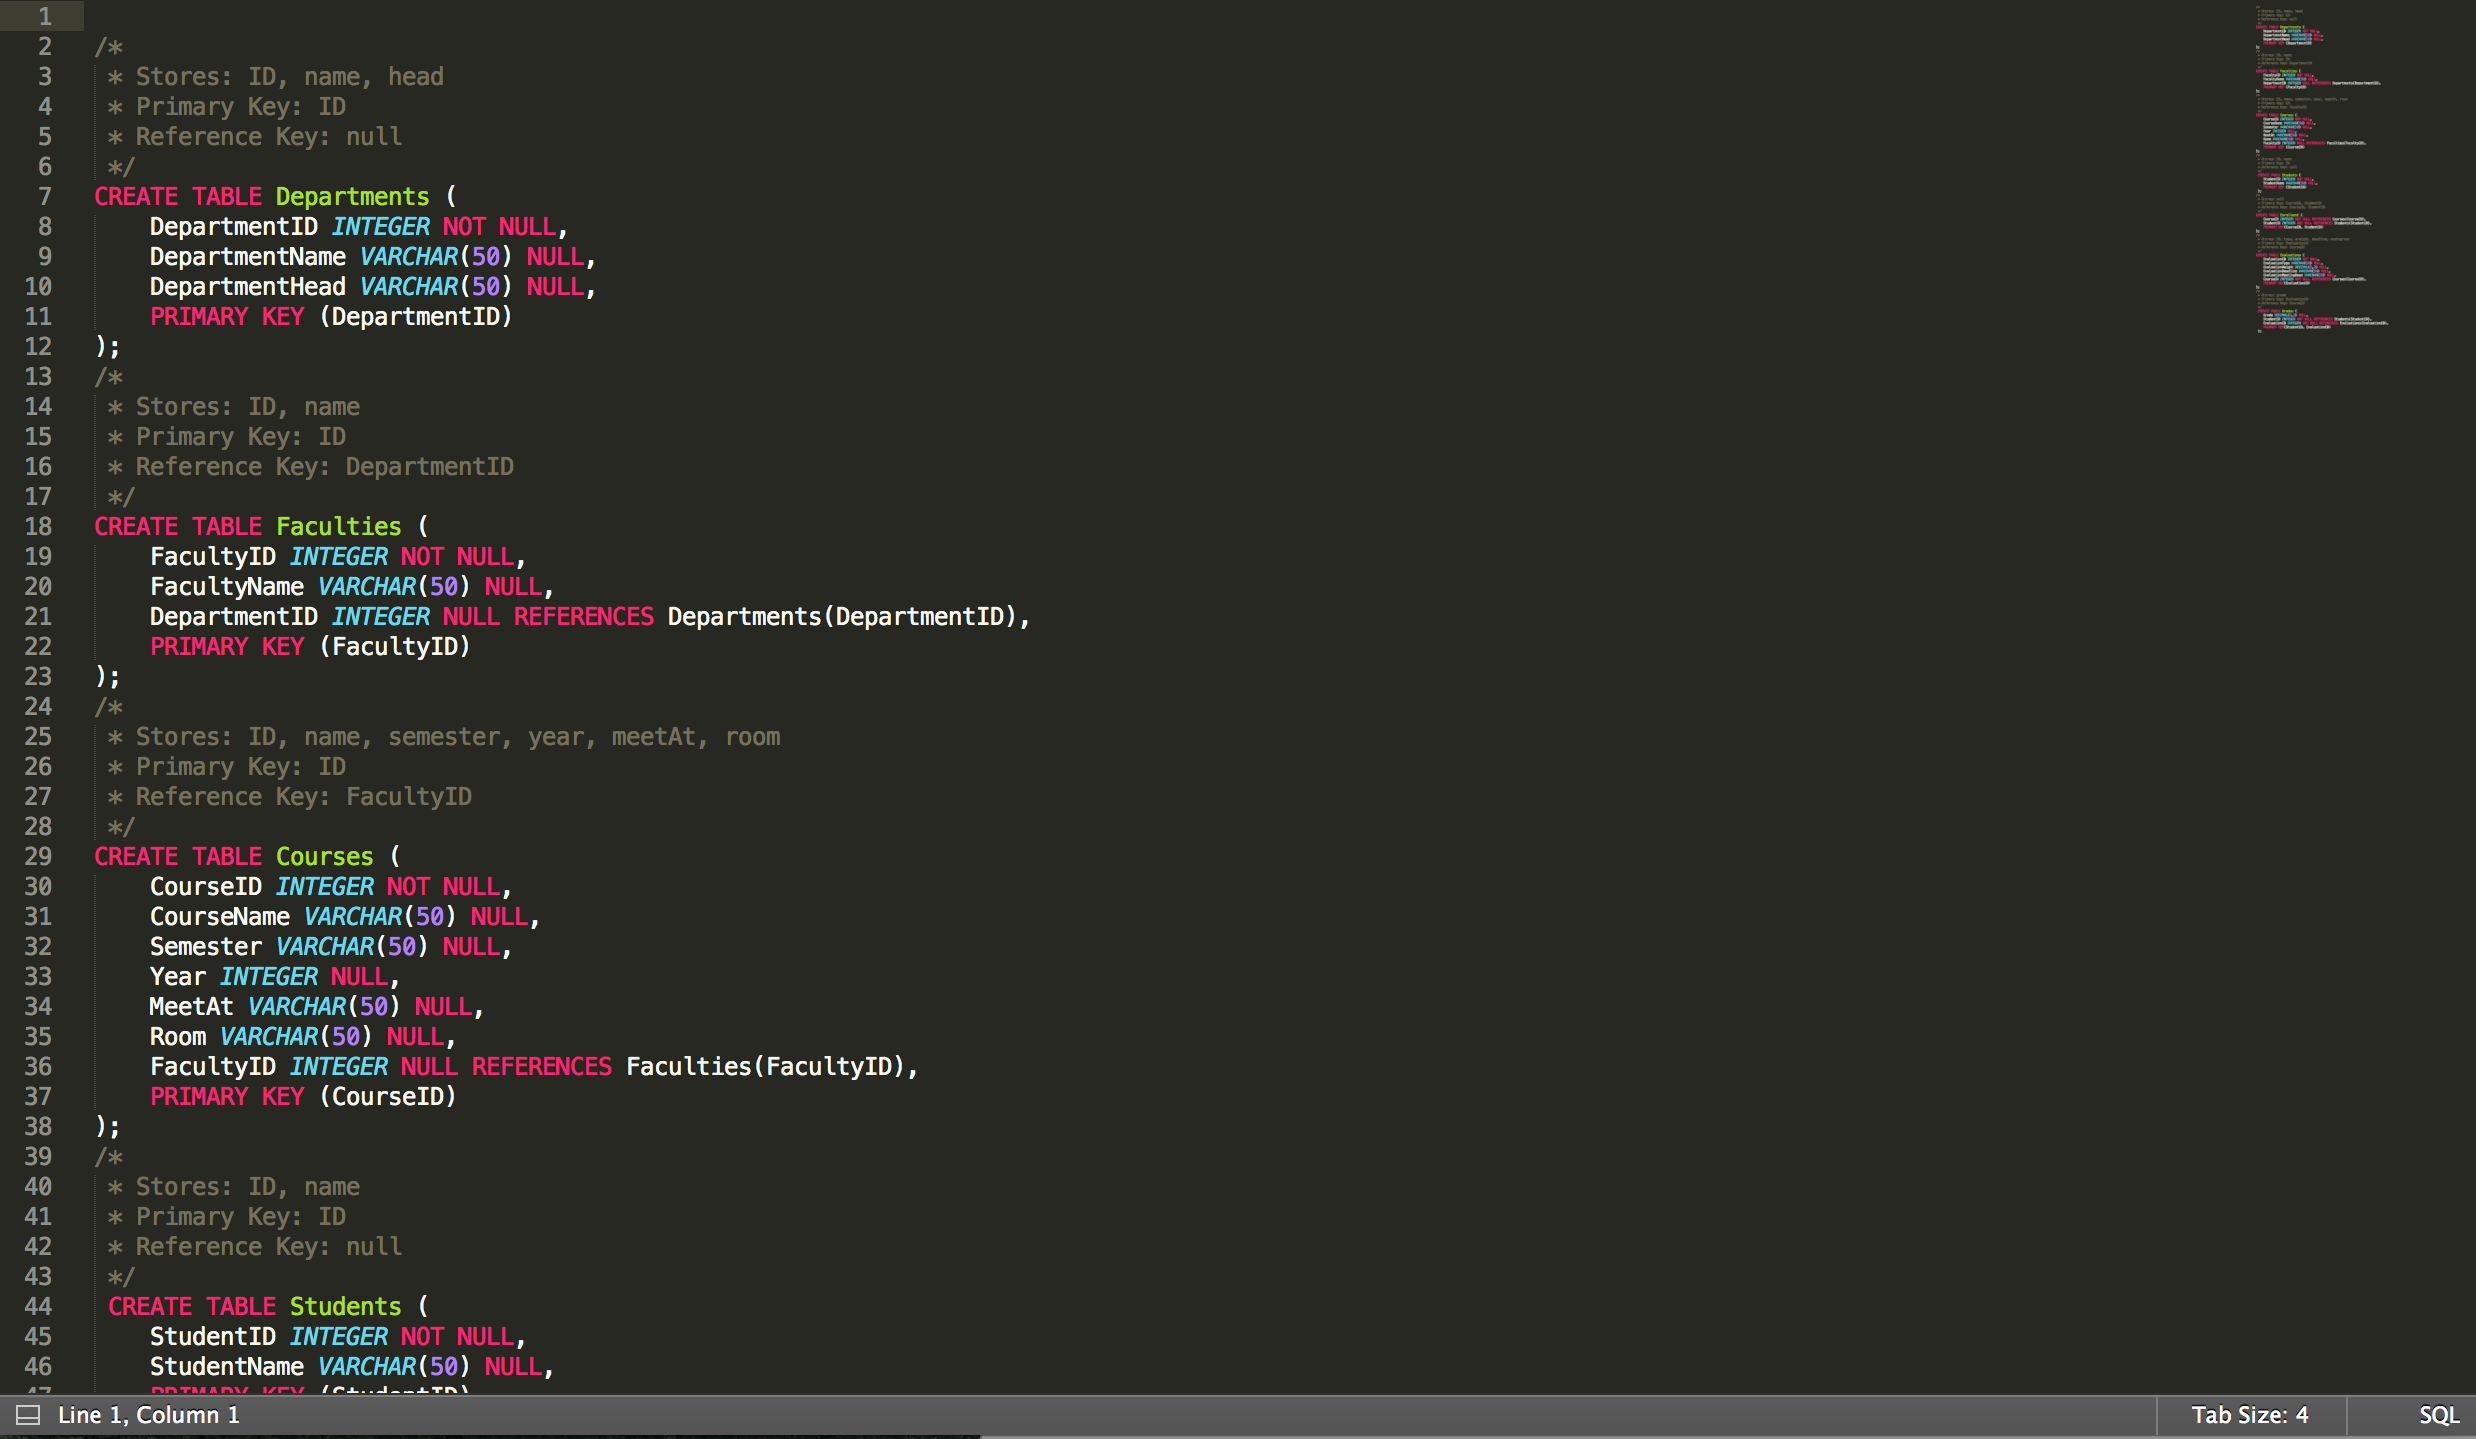 1
2 /*
3  * Stores: ID, name, head
4  * Primary Key: ID
5  * Reference Key: null
6  */
7 CREATE TABLE Departments (
8     DepartmentID INTEGER NOT NULL,
9     DepartmentName VARCHAR(50) NULL,
10     DepartmentHead VARCHAR(50) NULL,
11     PRIMARY KEY (DepartmentID)
12 );
13 /*
14  * Stores: ID, name
15  * Primary Key: ID
16  * Reference Key: DepartmentID
17  */
18 CREATE TABLE Faculties (
19     FacultyID INTEGER NOT NULL,
20     FacultyName VARCHAR(50) NULL,
21     DepartmentID INTEGER NULL REFERENCES Departments(DepartmentID),
22     PRIMARY KEY (FacultyID)
23 );
24 /*
25  * Stores: ID, name, semester, year, meetAt, room
26  * Primary Key: ID
27  * Reference Key: FacultyID
28  */
29 CREATE TABLE Courses (
30     CourseID INTEGER NOT NULL,
31     CourseName VARCHAR(50) NULL,
32     Semester VARCHAR(50) NULL,
33     Year INTEGER NULL,
34     MeetAt VARCHAR(50) NULL,
35     Room VARCHAR(50) NULL,
36     FacultyID INTEGER NULL REFERENCES Faculties(FacultyID),
37     PRIMARY KEY (CourseID)
38 );
39 /*
40  * Stores: ID, name
41  * Primary Key: ID
42  * Reference Key: null
43  */
44  CREATE TABLE Students (
45     StudentID INTEGER NOT NULL,
46     StudentName VARCHAR(50) NULL,
47     PRIMARY KEY (StudentID)
Line 1, Column 1
Tab Size: 4
SQL